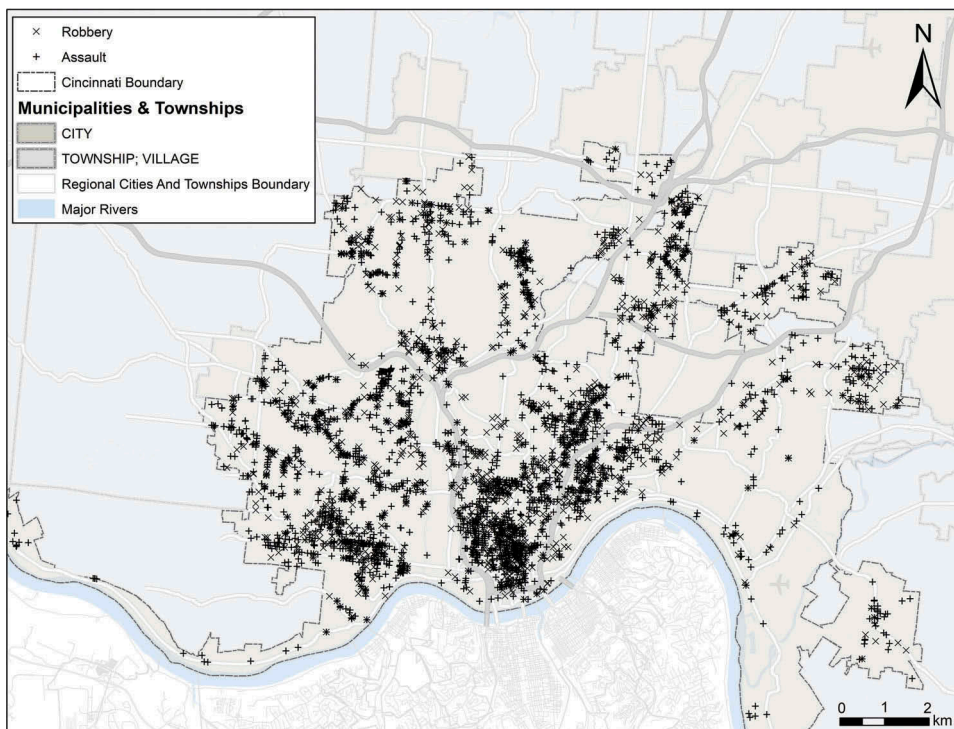 Robbery
Assault
Cincinnati Boundary
Municipalities & Townships
CITY
TOWNSHIP; VILLAGE
Regional Cities And Townships Boundary
Major Rivers
N
0 1 2
km